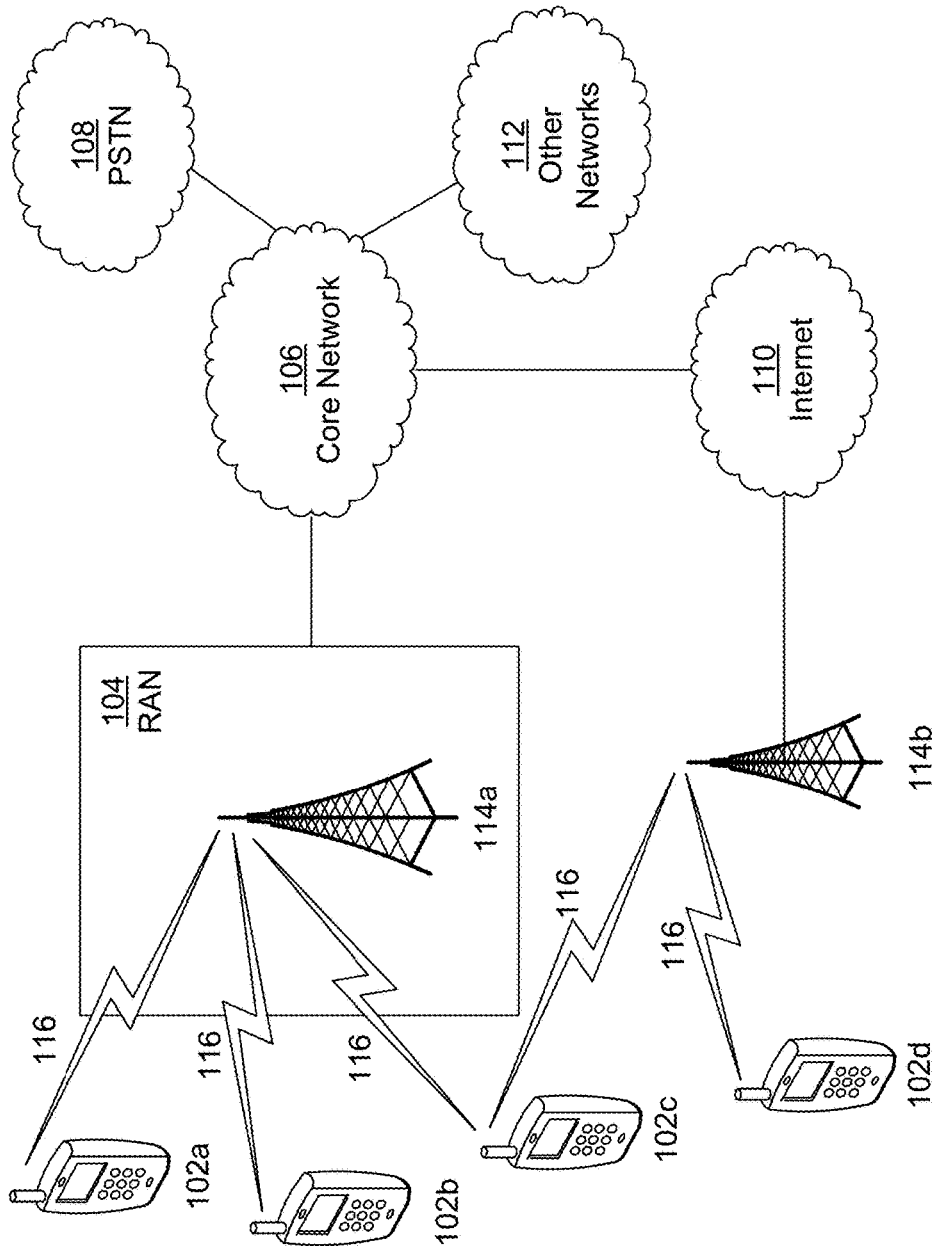 102a
116
102b
116
102c
116
116
102d
116
104
RAN
114a
114b
106
Core Network
108
PSTN
112
Other
Networks
110
Internet